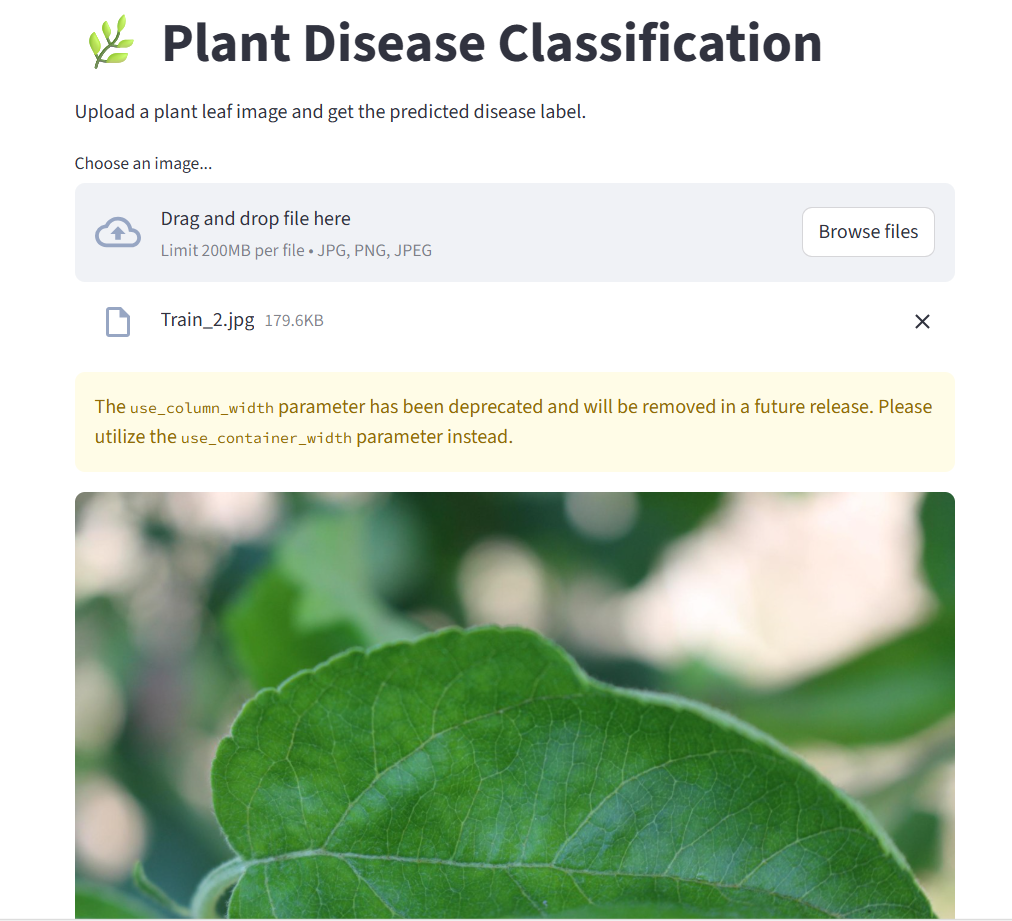 Plant Disease Classification
Upload a plant leaf image and get the predicted disease label.
Choose an image...
Drag and drop file here
Limit 200MB per file • JPG, PNG, JPEG
Browse files
Train_2.jpg 179.6KB
The use_column_width parameter has been deprecated and will be removed in a future release. Please
utilize the use_container_width parameter instead.